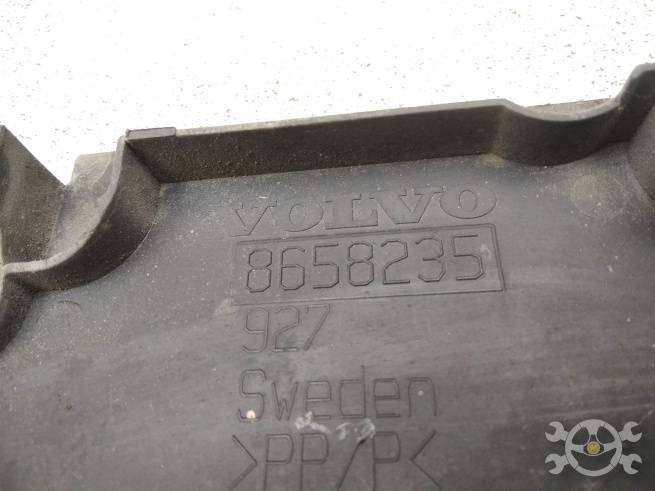 VOLVO
8658235
927
Sweden
>PP/P<